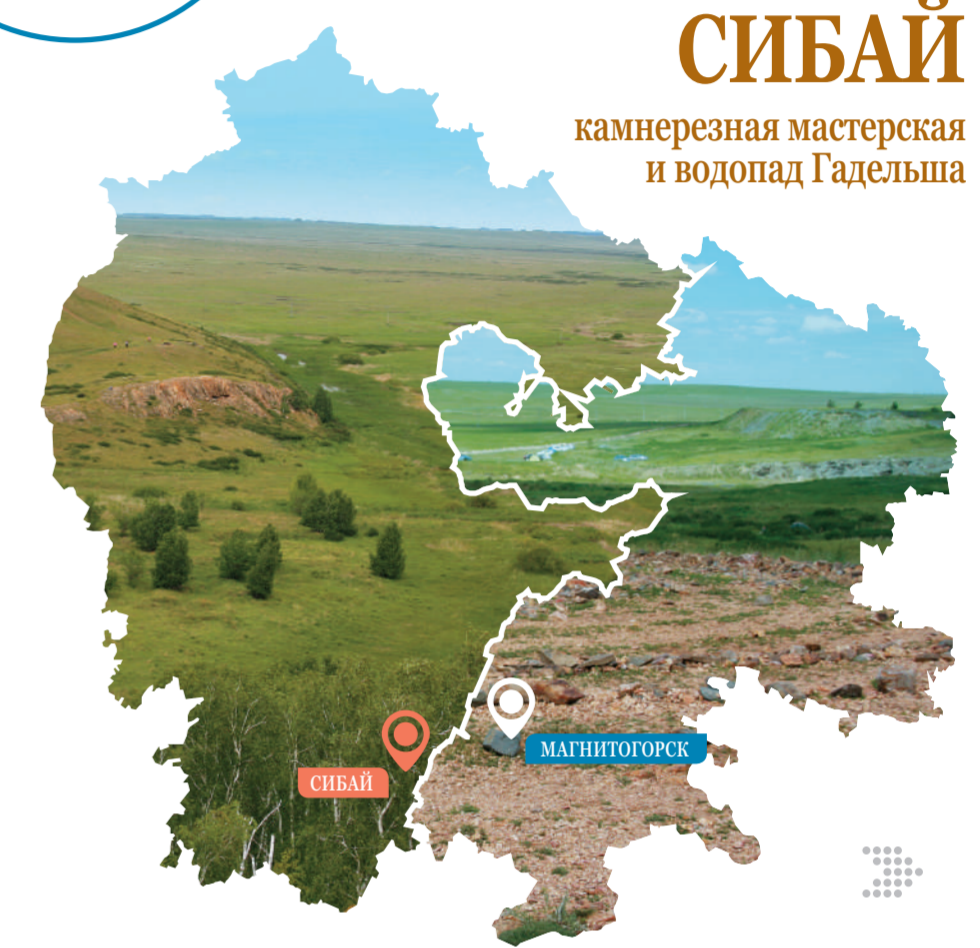 СИБАЙ
камнерезная мастерская
и водопад Гадельша
МАГНИТОГОРСК
СИБАЙ